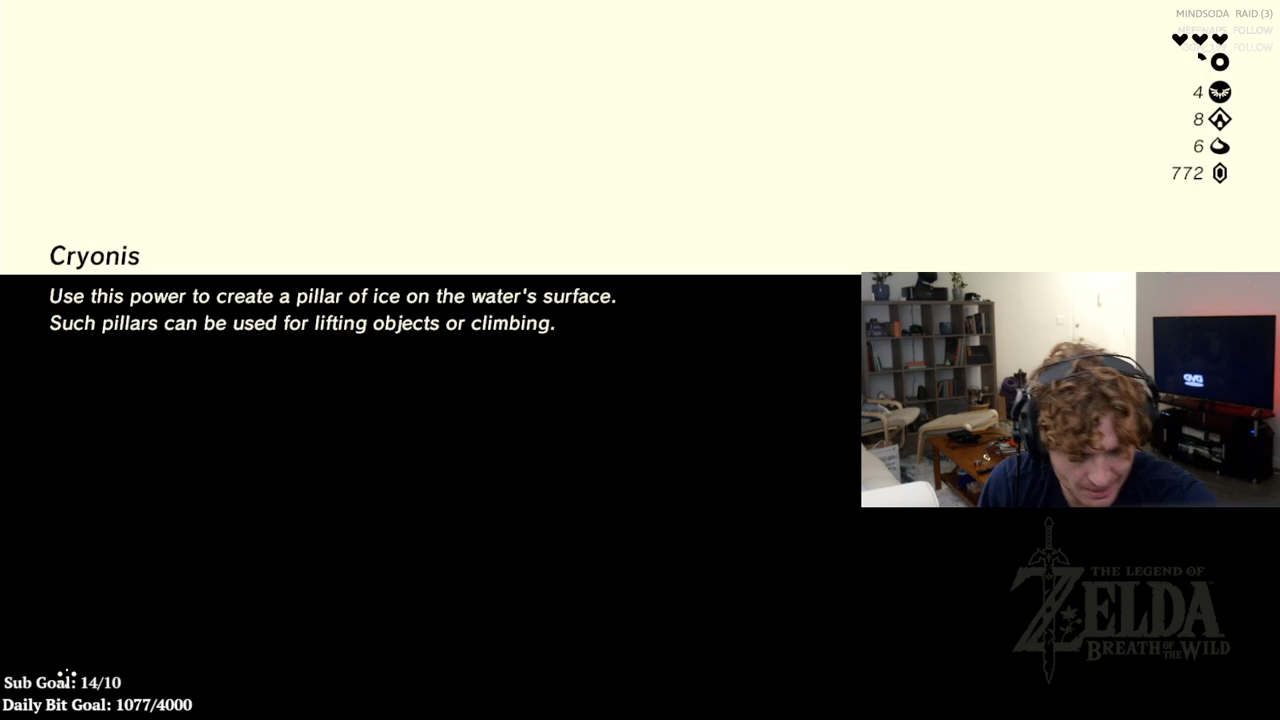 MINDSODA RAID (3)
FOLLOW
FOLLOW
4
8
6
772
Cryonis
Use this power to create a pillar of ice on the water's surface.
Such pillars can be used for lifting objects or climbing.
THE LEGEND OF
ZELDA
BREATH OF THE WILD
Sub Goal: 14/10
Daily Bit Goal: 1077/4000